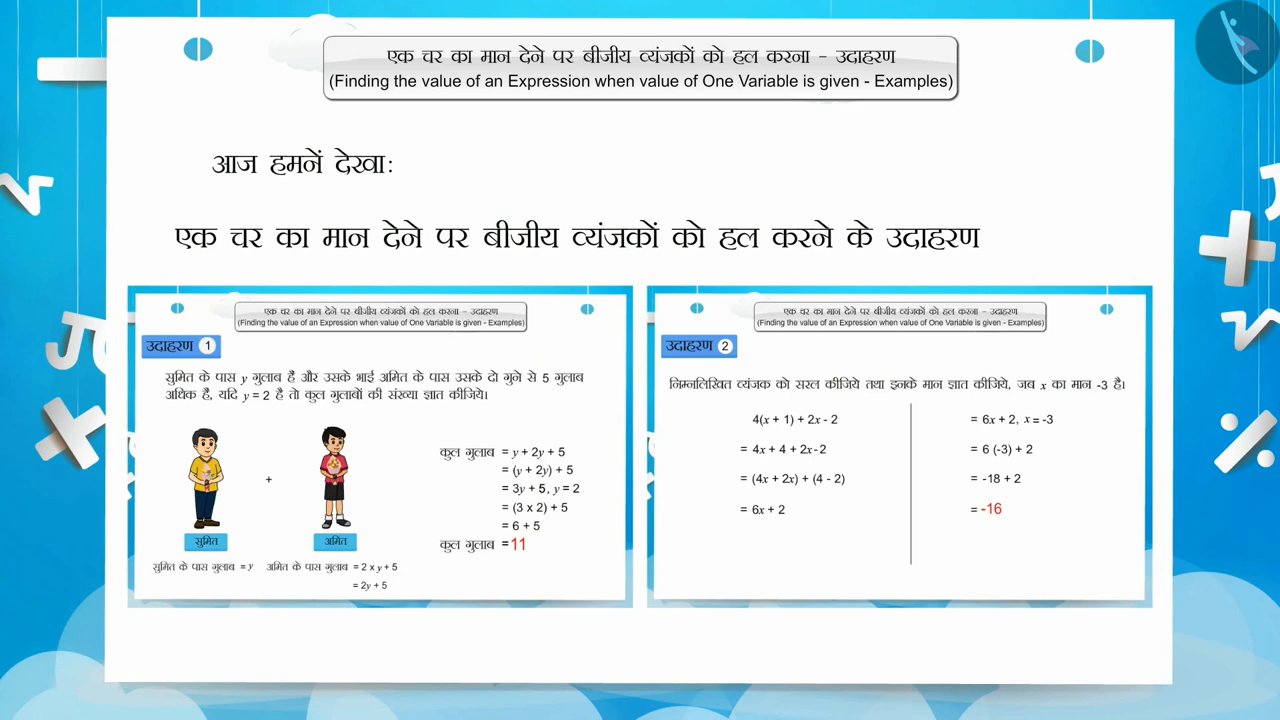 एक चर का मान देने पर बीजीय व्यंजकों को हल करना - उदाहरण
(Finding the value of an Expression when value of One Variable is given - Examples)
आज हमनें देखा:
एक चर का मान देने पर बीजीय व्यंजकों को हल करने के उदाहरण
एक चर का मान देने पर बीजीय व्यंजकों को हल करना - उदाहरण
(Finding the value of an Expression when value of One Variable is given - Examples)
उदाहरण 1
सुमित के पास y गुलाब है और उसके भाई अमित के पास उसके दो गुने से 5 गुलाब
अधिक है, यदि y = 2 है तो कुल गुलाबों की संख्या ज्ञात कीजिये।
+
कुल गुलाब = y + 2y + 5
= (y + 2y) + 5
= 3y + 5, y = 2
= (3 x 2) + 5
= 6 + 5
कुल गुलाब = 11
सुमित
अमित
सुमित के पास गुलाब = y
अमित के पास गुलाब = 2 x y + 5
= 2y + 5
एक चर का मान देने पर बीजीय व्यंजकों को हल करना - उदाहरण
(Finding the value of an Expression when value of One Variable is given - Examples)
उदाहरण 2
निम्नलिखित व्यंजक को सरल कीजिये तथा इनके मान ज्ञात कीजिये, जब x का मान -3 है।
4(x + 1) + 2x - 2
= 4x + 4 + 2x - 2
= (4x + 2x) + (4 - 2)
= 6x + 2
= 6x + 2, x = -3
= 6 (-3) + 2
= -18 + 2
= -16